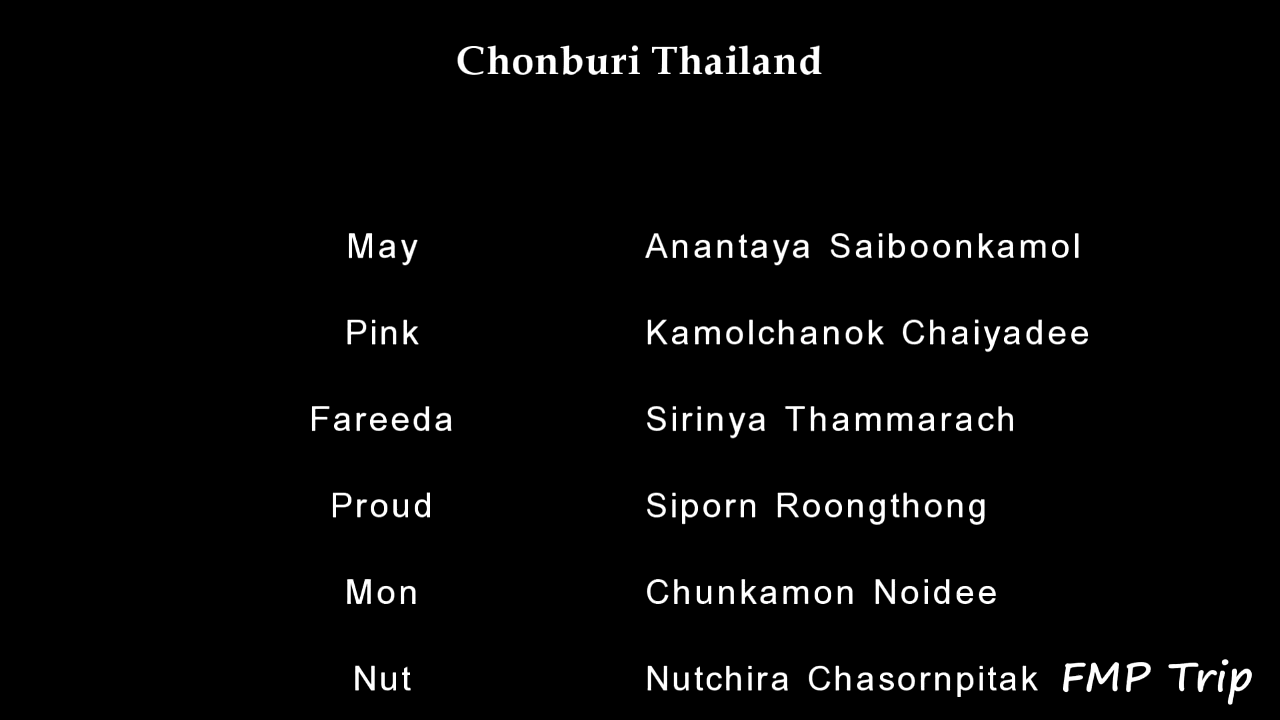 Chonburi Thailand
May Anantaya Saiboonkamol
Pink Kamolchanok Chaiyadee
Fareeda Sirinya Thammarach
Proud Siporn Roongthong
Mon Chunkamon Noidee
Nut Nutchira Chasornpitak
FMP Trip